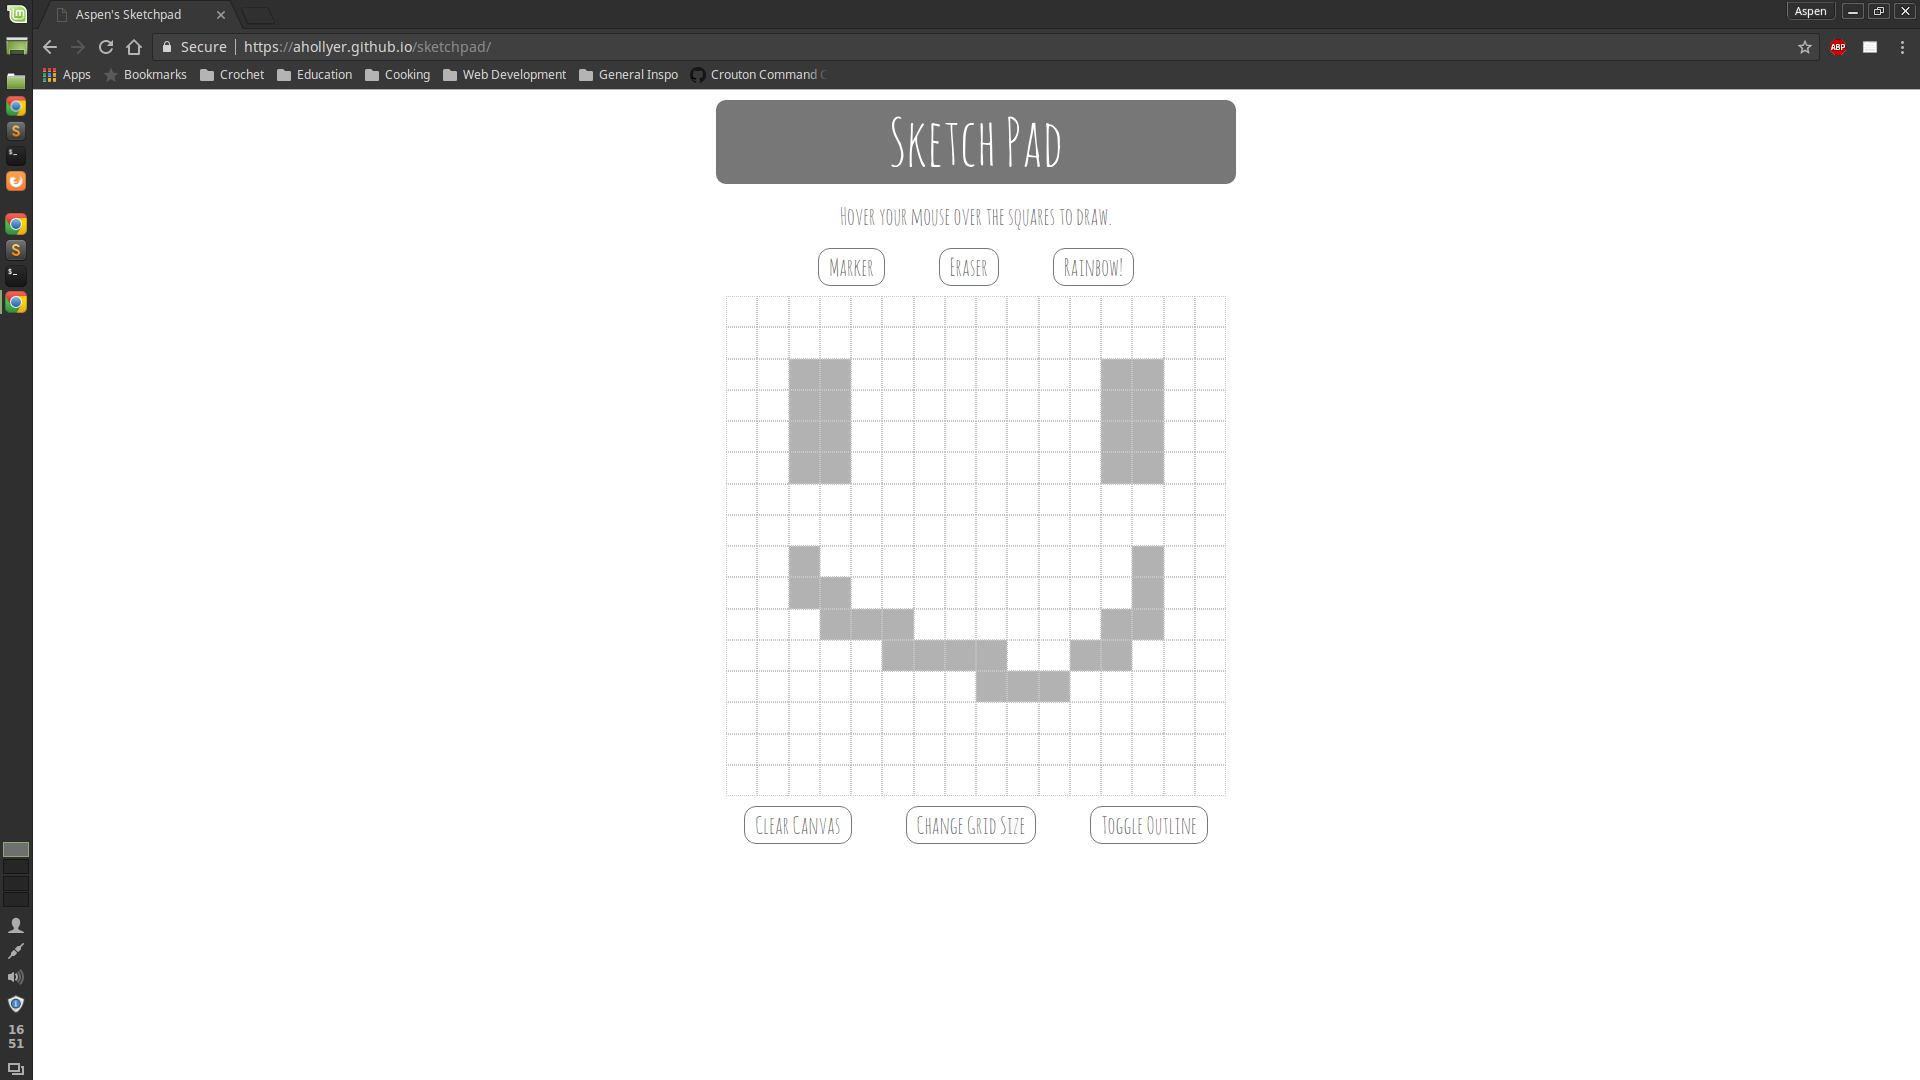 Aspen's Sketchpad
Aspen
Secure | https://ahollyer.github.io/sketchpad/
ABP
Apps Bookmarks Crochet Education Cooking Web Development General Inspo Crouton Command C
Sketch Pad
Hover your mouse over the squares to draw.
Marker Eraser Rainbow!
Clear Canvas Change Grid Size Toggle Outline
16
51